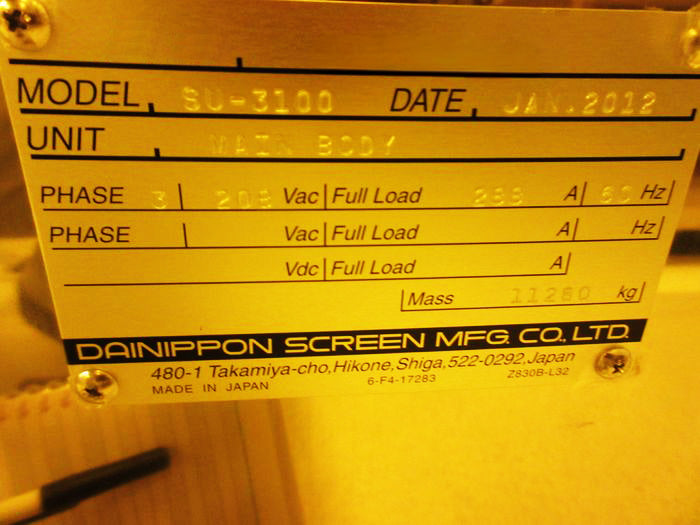 MODEL SU-3100 DATE JAN.2012
UNIT MAIN BODY
PHASE 3 208 Vac Full Load A 60 Hz
PHASE Vac Full Load A Hz
Vdc Full Load A
Mass 11260 kg
DAINIPPON SCREEN MFG. CO., LTD.
480-1 Takamiya-cho, Hikone, Shiga, 522-0292, Japan
MADE IN JAPAN 6-F4-17283 Z830B-L32